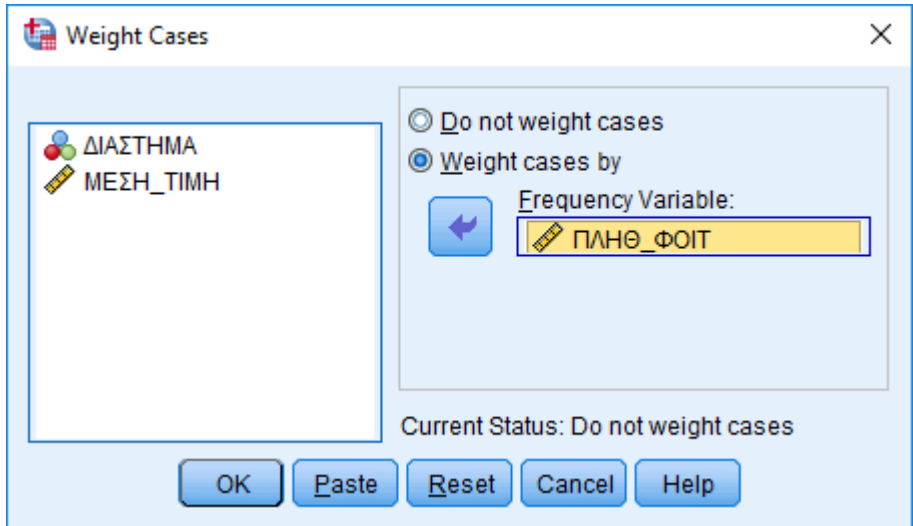 Weight Cases
ΔΙΑΣΤΗΜΑ
ΜΕΣΗ_ΤΙΜΗ
Do not weight cases
Weight cases by
Frequency Variable:
ΠΛΗΘ_ΦΟΙΤ
Current Status: Do not weight cases
OK Paste Reset Cancel Help